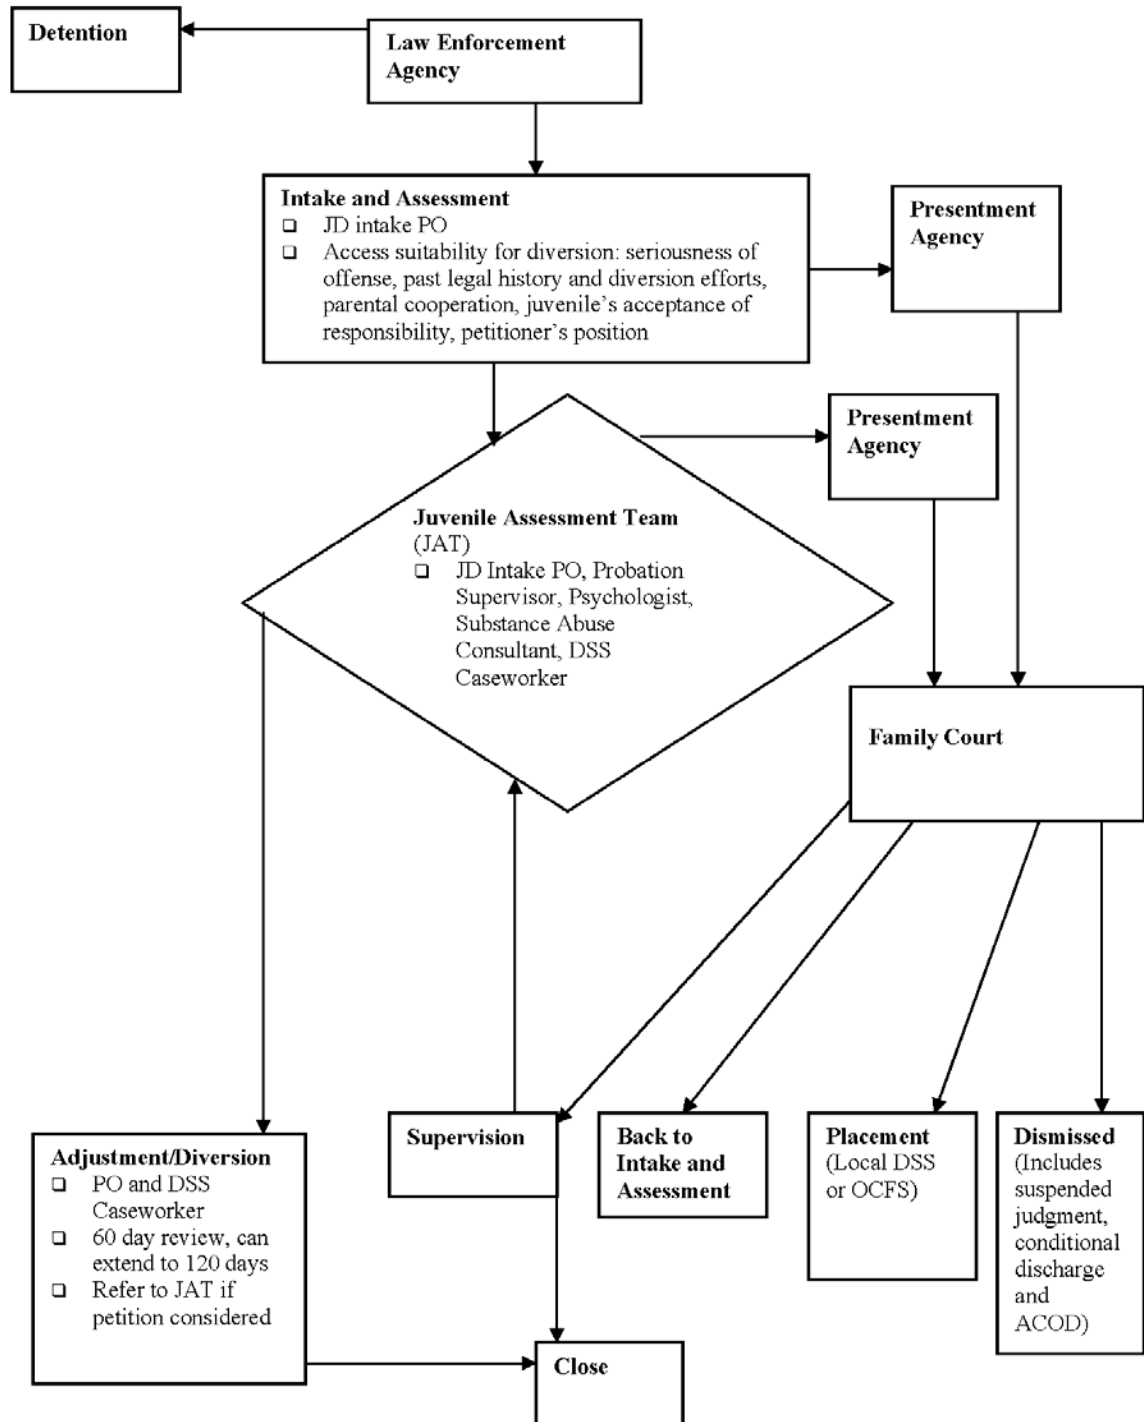 Detention
Law Enforcement
Agency
Intake and Assessment
❑ JD intake PO
❑ Access suitability for diversion: seriousness of
offense, past legal history and diversion efforts,
parental cooperation, juvenile's acceptance of
responsibility, petitioner's position
Presentment
Agency
Presentment
Agency
Juvenile Assessment Team
(JAT)
❑ JD Intake PO, Probation
Supervisor, Psychologist,
Substance Abuse
Consultant, DSS
Caseworker
Family Court
Adjustment/Diversion
❑ PO and DSS
Caseworker
❑ 60 day review, can
extend to 120 days
❑ Refer to JAT if
petition considered
Supervision
Back to
Intake and
Assessment
Placement
(Local DSS
or OCFS)
Dismissed
(Includes
suspended
judgment,
conditional
discharge
and
ACOD)
Close